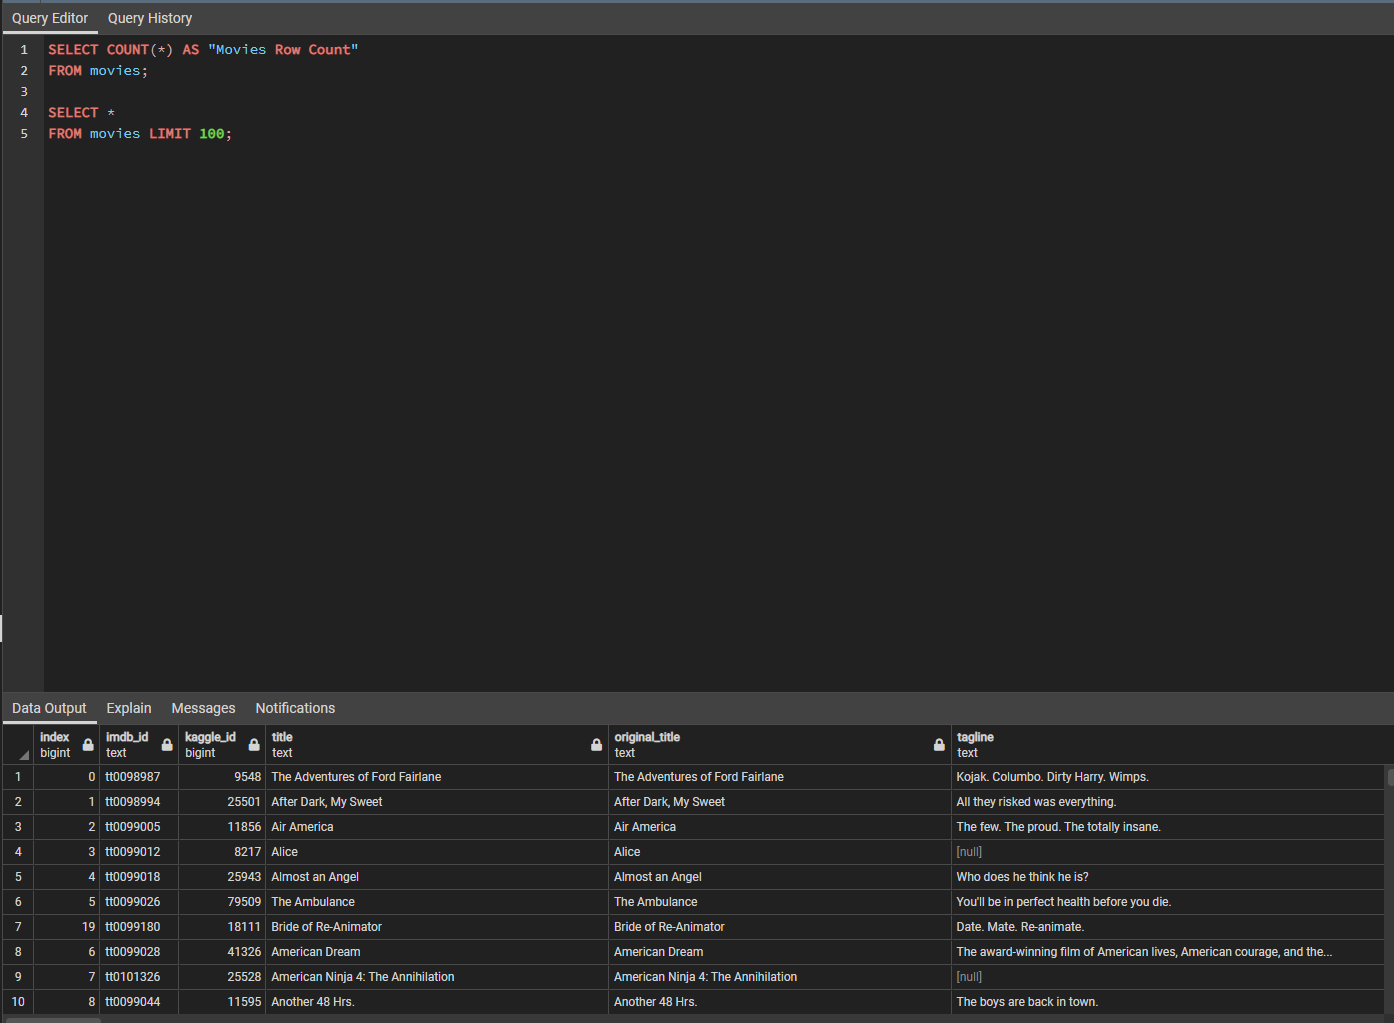 Query Editor Query History
1 SELECT COUNT(*) AS "Movies Row Count"
2 FROM movies;
3
4 SELECT *
5 FROM movies LIMIT 100;
Data Output Explain Messages Notifications
index imdb_id kaggle_id title original_title tagline
bigint text bigint text text text
1 0 tt0098987 9548 The Adventures of Ford Fairlane The Adventures of Ford Fairlane Kojak. Columbo. Dirty Harry. Wimps.
2 1 tt0098994 25501 After Dark, My Sweet After Dark, My Sweet All they risked was everything.
3 2 tt0099005 11856 Air America Air America The few. The proud. The totally insane.
4 3 tt0099012 8217 Alice Alice [null]
5 4 tt0099018 25943 Almost an Angel Almost an Angel Who does he think he is?
6 5 tt0099026 79509 The Ambulance The Ambulance You'll be in perfect health before you die.
7 19 tt0099180 18111 Bride of Re-Animator Bride of Re-Animator Date. Mate. Re-animate.
8 6 tt0099028 41326 American Dream American Dream The award-winning film of American lives, American courage, and the...
9 7 tt0101326 25528 American Ninja 4: The Annihilation American Ninja 4: The Annihilation [null]
10 8 tt0099044 11595 Another 48 Hrs. Another 48 Hrs. The boys are back in town.